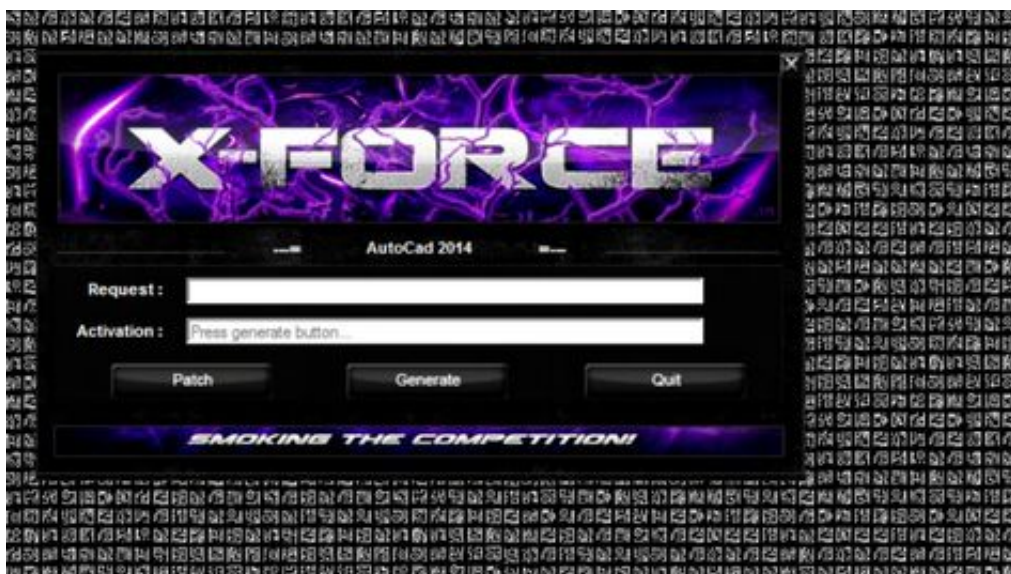 X-FORCE
--= AutoCad 2014 =--
Request :
Activation : Press generate button...
Patch Generate Quit
SMOKING THE COMPETITION!